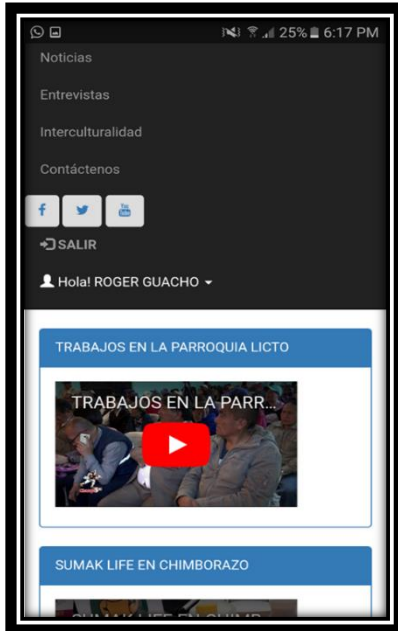 25% 6:17 PM
Noticias
Entrevistas
Interculturalidad
Contáctenos
f
You Tube
SALIR
Hola! ROGER GUACHO
TRABAJOS EN LA PARROQUIA LICTO
TRABAJOS EN LA PARR...
SUMAK LIFE EN CHIMBORAZO